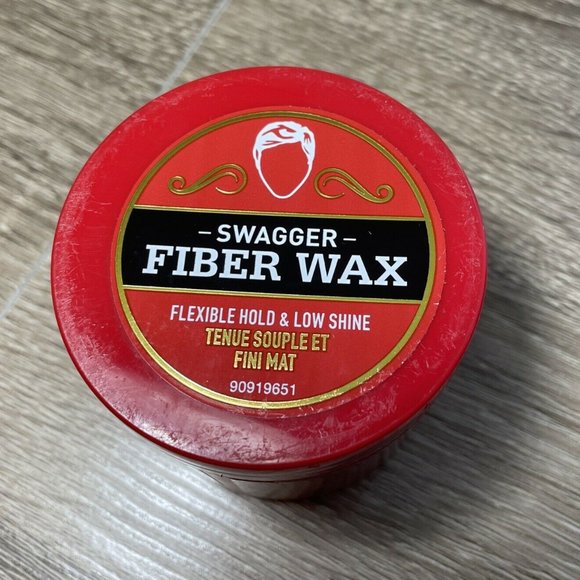 – SWAGGER –
FIBER WAX
FLEXIBLE HOLD & LOW SHINE
TENUE SOUPLE ET
FINI MAT
90919651